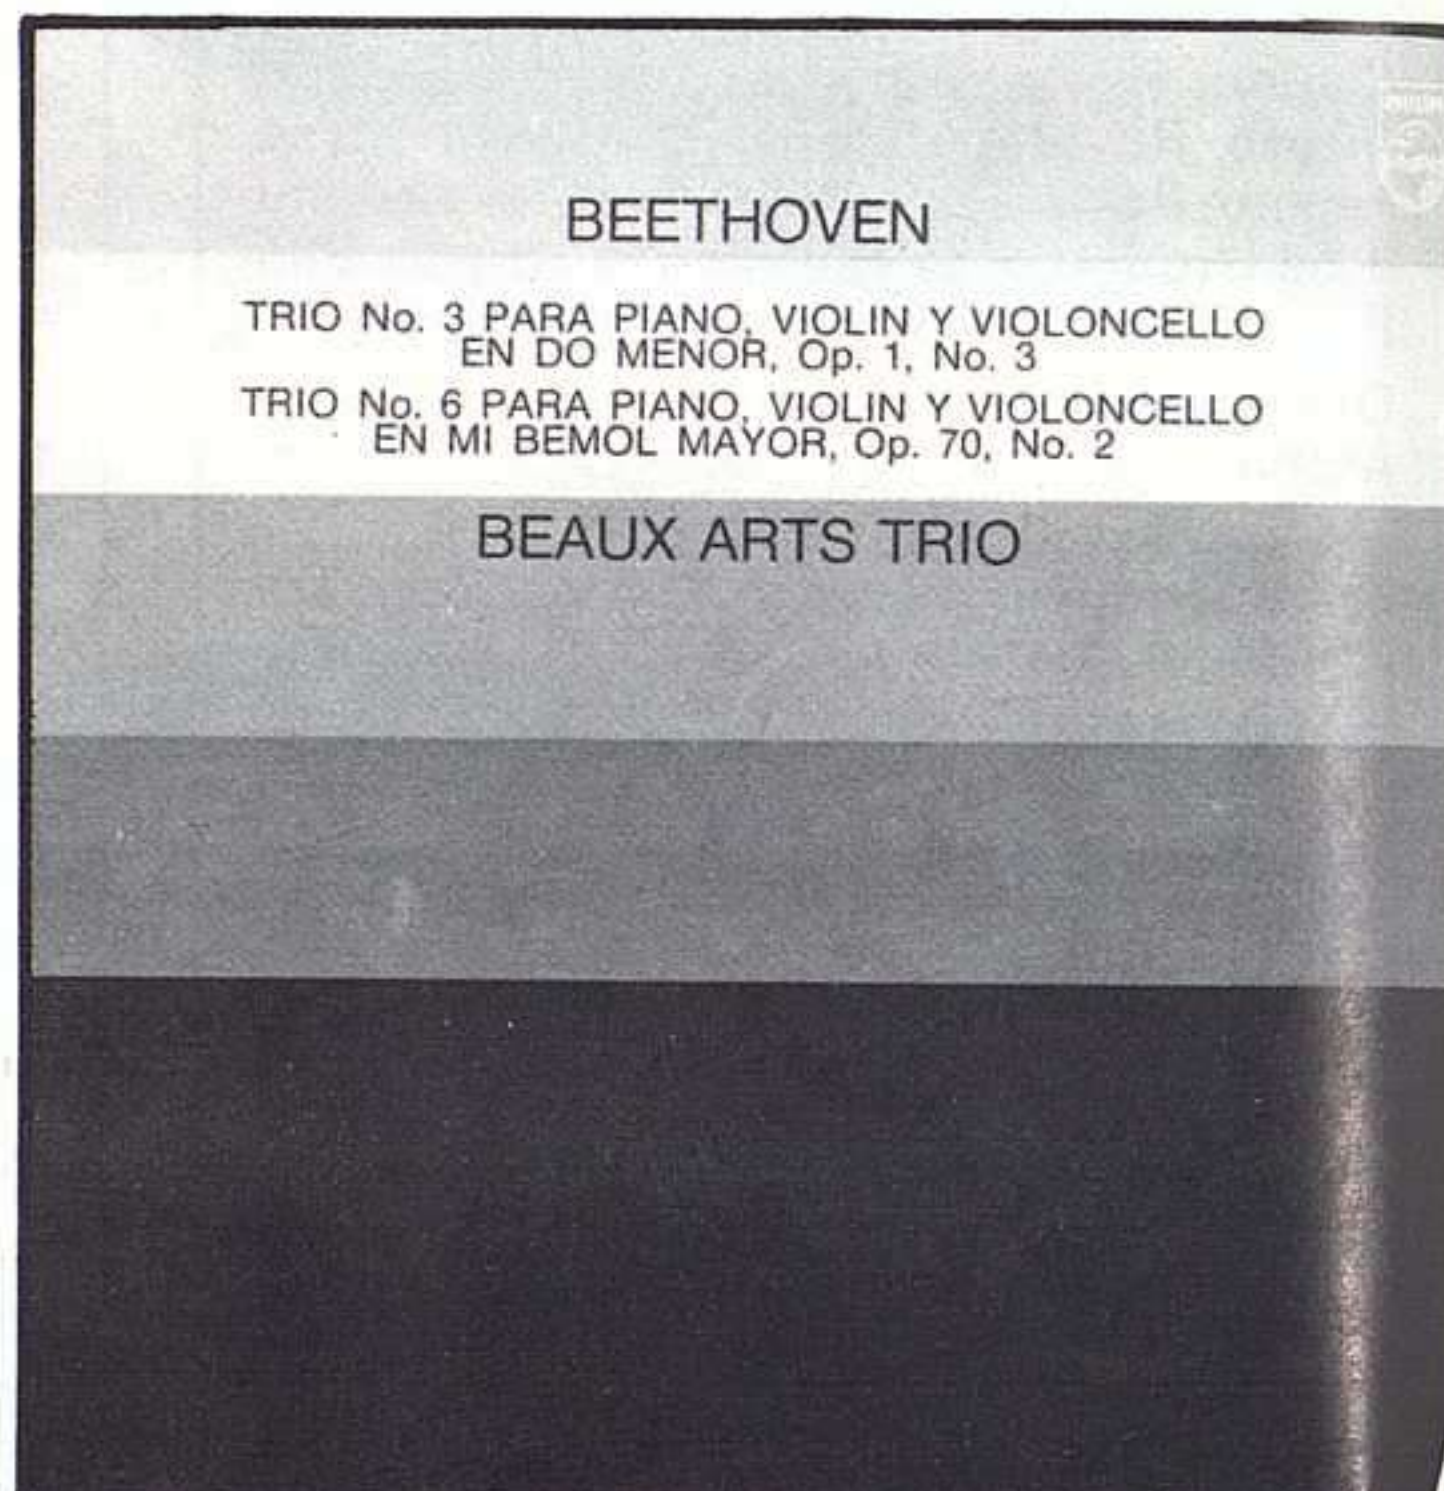 BEETHOVEN
TRIO No. 3 PARA PIANO, VIOLIN Y VIOLONCELLO
EN DO MENOR, Op. 1, No. 3
TRIO No. 6 PARA PIANO, VIOLIN Y VIOLONCELLO
EN MI BEMOL MAYOR, Op. 70, No. 2
BEAUX ARTS TRIO